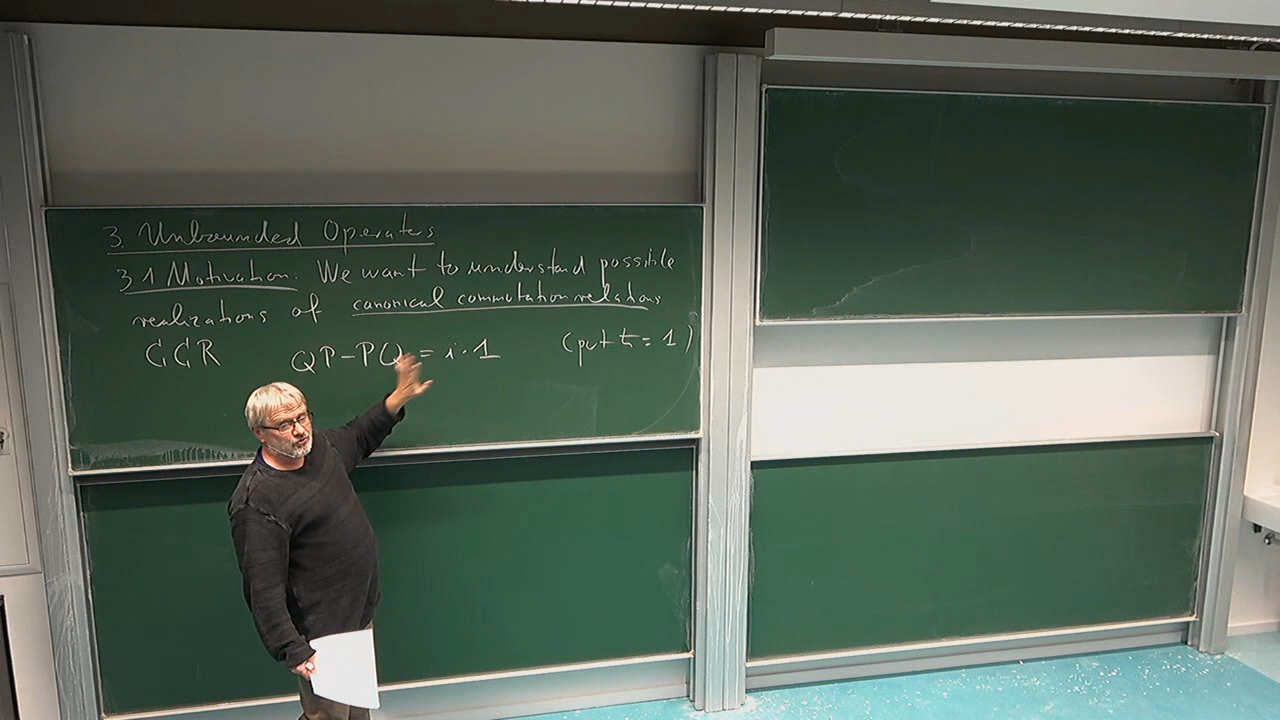 3. Unbounded Operators
3.1 Motivation: We want to understand possible
realizations of canonical commutation relations
CCR QP-PQ = i·1 (put ℏ = 1)